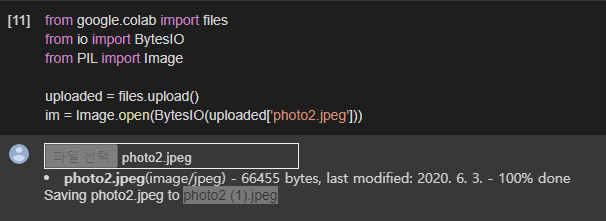 [11] from google.colab import files
from io import BytesIO
from PIL import Image
uploaded = files.upload()
im = Image.open(BytesIO(uploaded['photo2.jpeg']))
파일 선택 photo2.jpeg
• photo2.jpeg(image/jpeg) - 66455 bytes, last modified: 2020. 6. 3. - 100% done
Saving photo2.jpeg to photo2 (1).jpeg